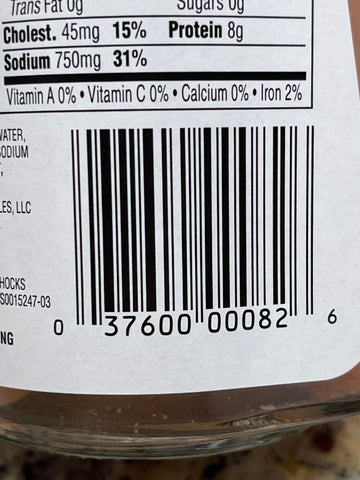 Trans Fat 0g Sugars 0g
Cholest. 45mg 15% Protein 8g
Sodium 750mg 31%
Vitamin A 0% • Vitamin C 0% • Calcium 0% • Iron 2%
WATER,
SODIUM
LES, LLC
HOCKS
S0015247-03
NG
0 37600 00082 6